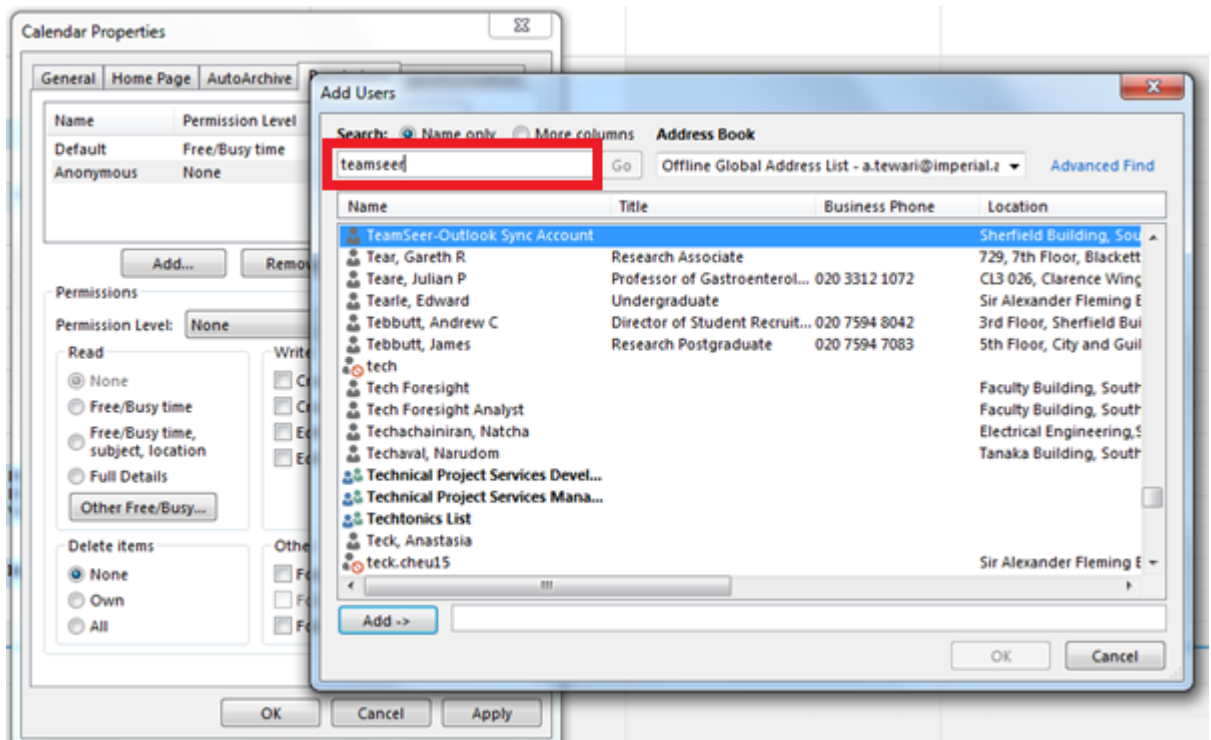 Calendar Properties
General Home Page AutoArchive
Name Permission Level
Default Free/Busy time
Anonymous None
Add...
Permissions
Permission Level: None
Read
None
Free/Busy time
Free/Busy time,
subject, location
Full Details
Other Free/Busy...
Delete items
None
Own
All
OK Cancel Apply
Add Users
Search: Name only More columns Address Book
teamseer Go Offline Global Address List - a.tewari@imperial.a Advanced Find
Name Title Business Phone Location
TeamSeer-Outlook Sync Account Sherfield Building, Sou
Tear, Gareth R Research Associate 729, 7th Floor, Blackett
Teare, Julian P Professor of Gastroenterol... 020 3312 1072 CL3 026, Clarence Wing
Tearle, Edward Undergraduate Sir Alexander Fleming B
Tebbutt, Andrew C Director of Student Recruit... 020 7594 8042 3rd Floor, Sherfield Bui
Tebbutt, James Research Postgraduate 020 7594 7083 5th Floor, City and Guil
tech
Tech Foresight Faculty Building, South
Tech Foresight Analyst Faculty Building, South
Techachainiran, Natcha Electrical Engineering,S
Techaval, Narudom Tanaka Building, South
Technical Project Services Devel...
Technical Project Services Mana...
Techtonics List
Teck, Anastasia
teck.cheu15 Sir Alexander Fleming B
Add ->
OK Cancel